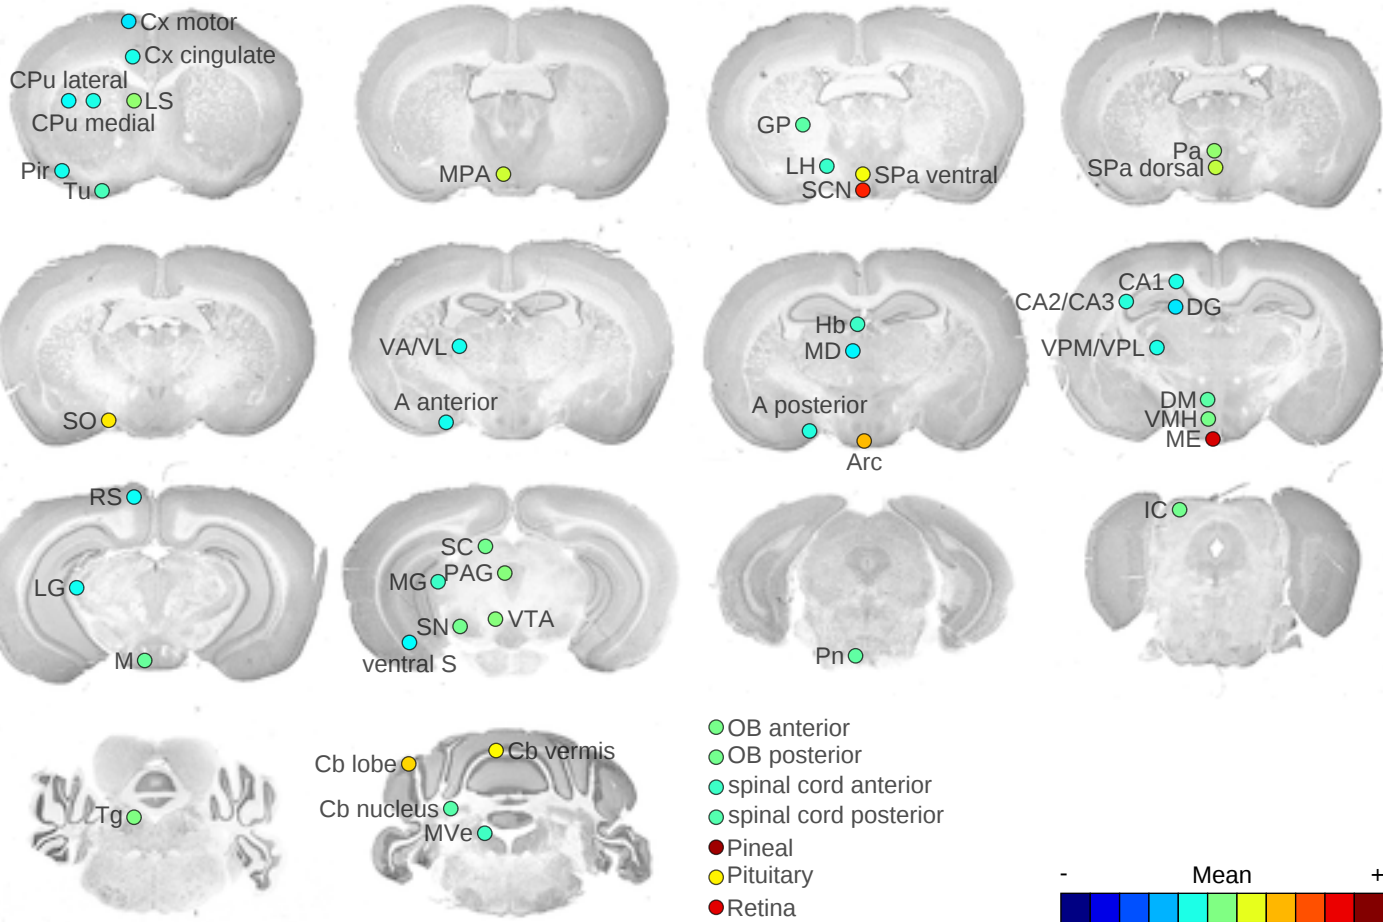 Cx motor
Cx cingulate
CPu lateral
LS
CPu medial
Pir
Tu
MPA
GP
LH
SPa ventral
SCN
Pa
SPa dorsal
SO
VA/VL
A anterior
Hb
MD
A posterior
Arc
CA1
CA2/CA3
DG
VPM/VPL
DM
VMH
ME
RS
LG
M
SC
MG
PAG
SN
VTA
ventral S
Pn
IC
Tg
Cb lobe
Cb vermis
Cb nucleus
MVe
OB anterior
OB posterior
spinal cord anterior
spinal cord posterior
Pineal
Pituitary
Retina
- Mean +